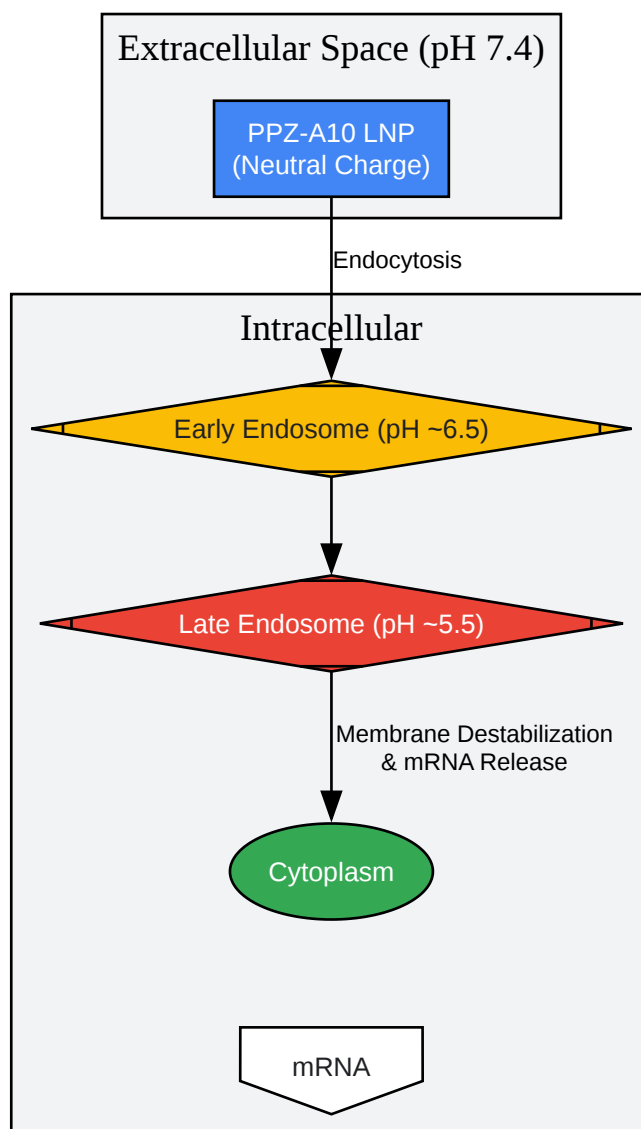 Extracellular Space (pH 7.4)
PPZ-A10 LNP
(Neutral Charge)
Endocytosis
Intracellular
Early Endosome (pH ~6.5)
Late Endosome (pH ~5.5)
Membrane Destabilization
& mRNA Release
Cytoplasm
mRNA